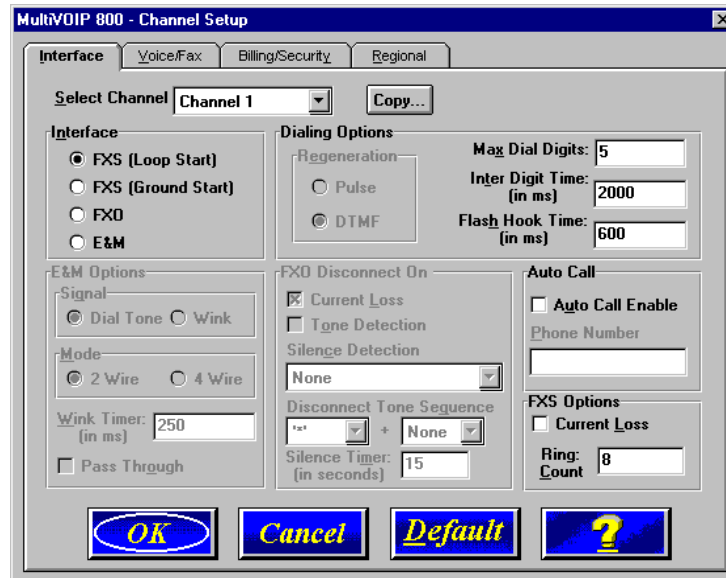 MultiVOIP 800 - Channel Setup
Interface
Voice/Fax
Billing/Security
Regional
Select Channel
Channel 1
Copy...
Interface
FXS (Loop Start)
FXS (Ground Start)
FXO
E&M
Dialing Options
Regeneration
Pulse
DTMF
Max Dial Digits: 5
Inter Digit Time: 2000
(in ms)
Flash Hook Time: 600
(in ms)
E&M Options
Signal
Dial Tone Wink
Mode
2 Wire 4 Wire
Wink Timer: 250
(in ms)
Pass Through
FXO Disconnect On
Current Loss
Tone Detection
Silence Detection
None
Disconnect Tone Sequence
'*' + None
Silence Timer: 15
(in seconds)
Auto Call
Auto Call Enable
Phone Number
FXS Options
Current Loss
Ring: 8
Count
OK
Cancel
Default
?